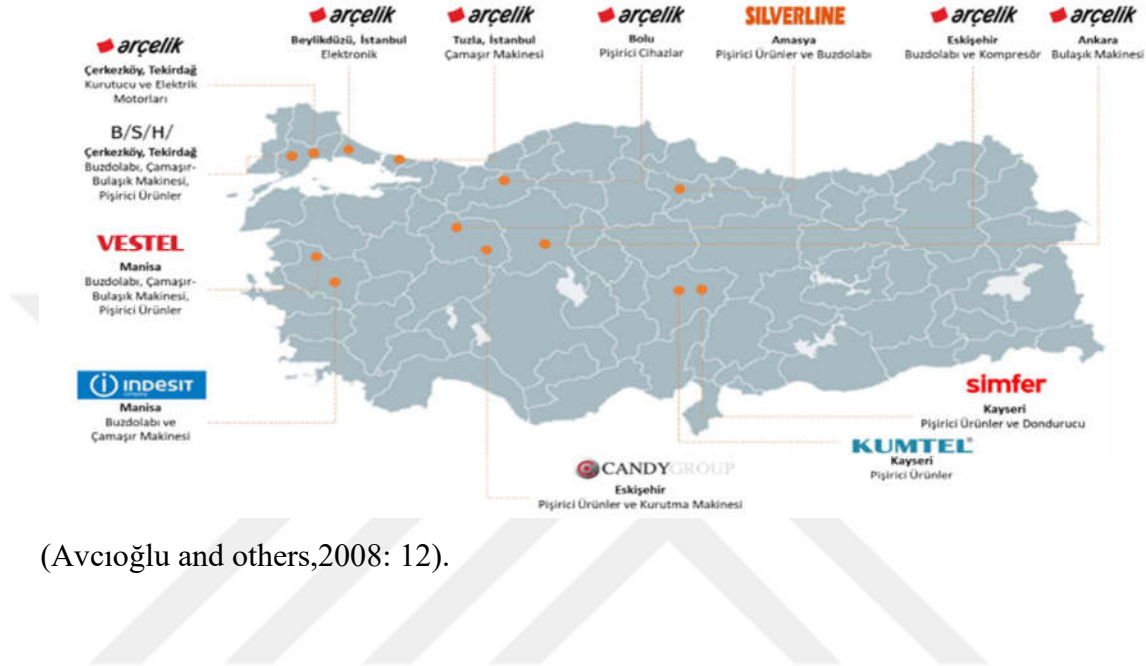 arçelik
Çerkezköy, Tekirdağ
Kurutucu ve Elektrik
Motorları
B/S/H/
Çerkezköy, Tekirdağ
Buzdolabı, Çamaşır-
Bulaşık Makinesi,
Pişirici Ürünler
VESTEL
Manisa
Buzdolabı, Çamaşır-
Bulaşık Makinesi,
Pişirici Ürünler
INDESIT
Manisa
Buzdolabı ve
Çamaşır Makinesi
arçelik
Beylikdüzü, İstanbul
Elektronik
arçelik
Tuzla, İstanbul
Çamaşır Makinesi
arçelik
Bolu
Pişirici Cihazlar
SILVERLINE
Amasya
Pişirici Ürünler ve Buzdolabı
arçelik
Eskişehir
Buzdolabı ve Kompresör
arçelik
Ankara
Bulaşık Makinesi
simfer
Kayseri
Pişirici Ürünler ve Dondurucu
KUMTEL®
Kayseri
Pişirici Ürünler
CANDYGROUP
Eskişehir
Pişirici Ürünler ve Kurutma Makinesi
(Avcıoğlu and others,2008: 12).